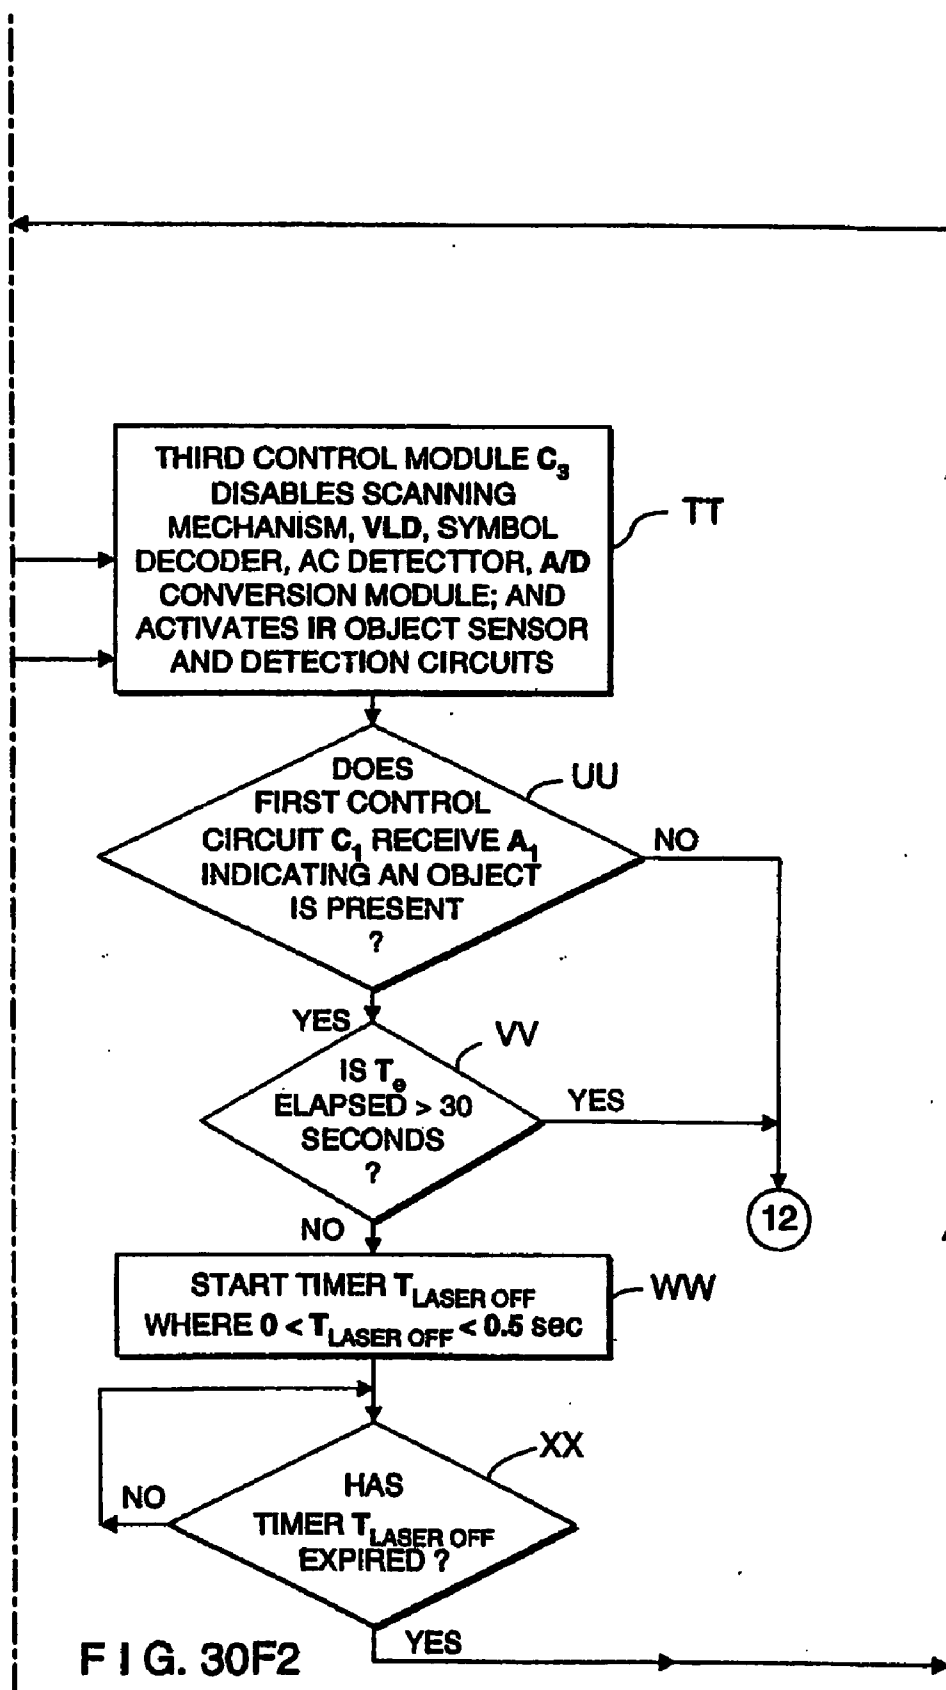 THIRD CONTROL MODULE C3
DISABLES SCANNING
MECHANISM, VLD, SYMBOL
DECODER, AC DETECTTOR, A/D
CONVERSION MODULE; AND
ACTIVATES IR OBJECT SENSOR
AND DETECTION CIRCUITS
TT
DOES
FIRST CONTROL
CIRCUIT C1 RECEIVE A1
INDICATING AN OBJECT
IS PRESENT
?
UU
NO
YES
IS Te
ELAPSED > 30
SECONDS
?
VV
YES
12
NO
START TIMER TLASER OFF
WHERE 0 < TLASER OFF < 0.5 sec
WW
HAS
TIMER TLASER OFF
EXPIRED ?
XX
NO
YES
FIG. 30F2